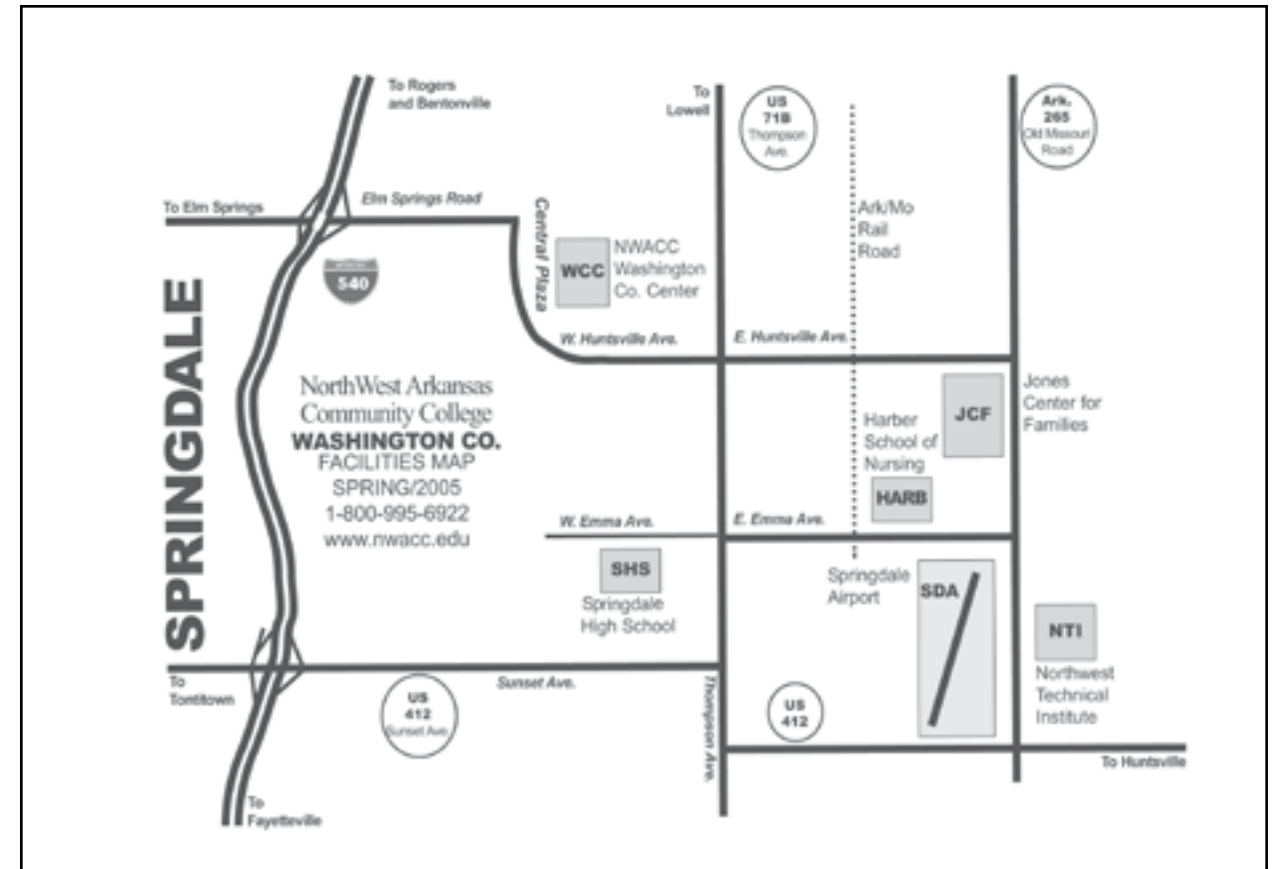 To Rogers
and Bentonville
To
Lowell
US
71B
Thompson
Ave.
Ark.
265
Old Missouri
Road
To Elm Springs
Elm Springs Road
Central Plaza
Ark/Mo
Rail
Road
540
WCC
NWACC
Washington
Co. Center
W. Huntsville Ave.
E. Huntsville Ave.
SPRINGDALE
NorthWest Arkansas
Community College
WASHINGTON CO.
FACILITIES MAP
SPRING/2005
1-800-995-6922
www.nwacc.edu
JCF
Jones
Center for
Families
Harber
School of
Nursing
HARB
W. Emma Ave.
E. Emma Ave.
SHS
Springdale
High School
Springdale
Airport
SDA
NTI
Northwest
Technical
Institute
To
Tontitown
US
412
Sunset Ave.
Sunset Ave.
Thompson Ave.
US
412
To Huntsville
To
Fayetteville